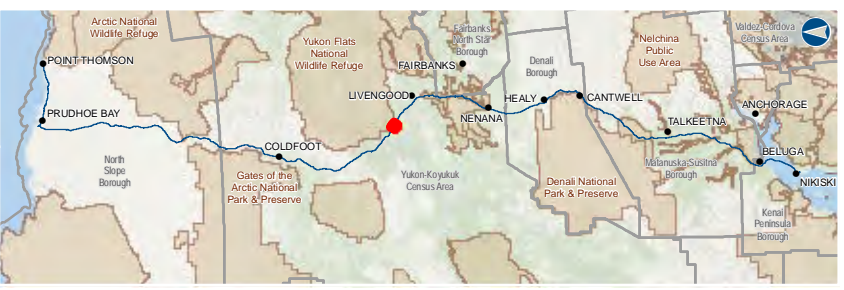 Arctic National
Wildlife Refuge
Yukon Flats
National
Wildlife Refuge
Fairbanks
North Star
Borough
Nelchina
Public
Use Area
Valdez-Cordova
Census Area
POINT THOMSON
FAIRBANKS
Denali
Borough
LIVENGOOD
HEALY
CANTWELL
ANCHORAGE
PRUDHOE BAY
NENANA
TALKEETNA
COLDFOOT
BELUGA
North
Slope
Borough
Gates of the
Arctic National
Park & Preserve
Yukon-Koyukuk
Census Area
Denali National
Park & Preserve
Matanuska-Susitna
Borough
NIKISKI
Kenai
Peninsula
Borough